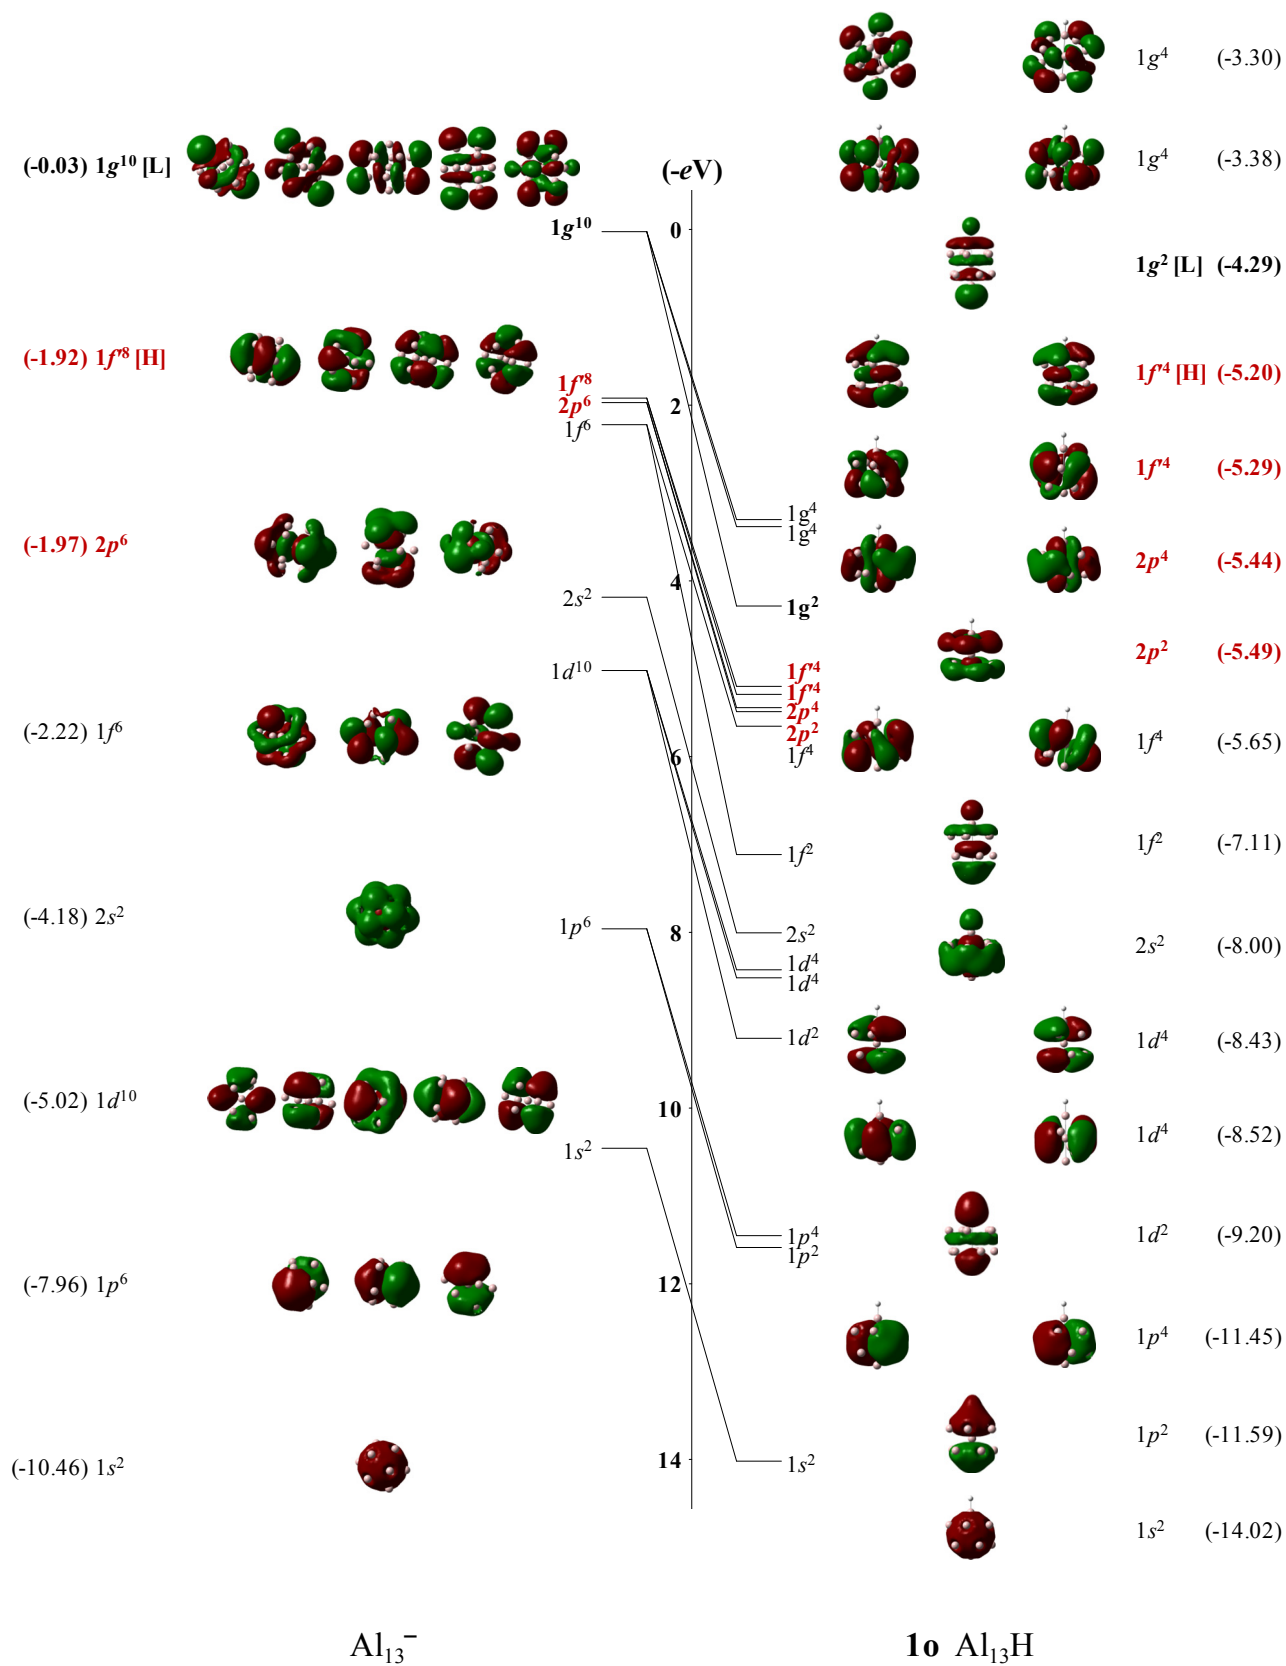 (-0.03) 1g¹⁰ [L]
(-1.92) 1f'⁸ [H]
(-1.97) 2p⁶
(-2.22) 1f⁶
(-4.18) 2s²
(-5.02) 1d¹⁰
(-7.96) 1p⁶
(-10.46) 1s²
Al₁₃⁻
1g¹⁰
1f'⁸
2p⁶
1f⁶
2s²
1d¹⁰
1p⁶
1s²
(-eV)
0
2
4
6
8
10
12
14
1g⁴
1g⁴
1g²
1f'⁴
1f'⁴
2p⁴
2p²
1f⁴
1f²
2s²
1d⁴
1d⁴
1d²
1p⁴
1p²
1s²
1g⁴ (-3.30)
1g⁴ (-3.38)
1g² [L] (-4.29)
1f'⁴ [H] (-5.20)
1f'⁴ (-5.29)
2p⁴ (-5.44)
2p² (-5.49)
1f⁴ (-5.65)
1f² (-7.11)
2s² (-8.00)
1d⁴ (-8.43)
1d⁴ (-8.52)
1d² (-9.20)
1p⁴ (-11.45)
1p² (-11.59)
1s² (-14.02)
1o Al₁₃H